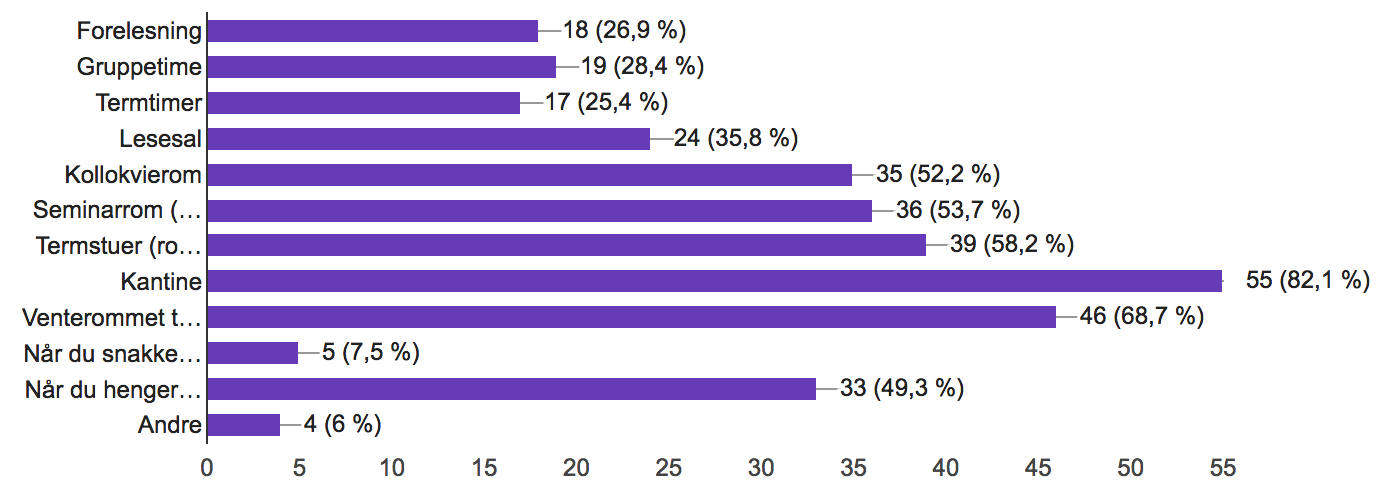 Forelesning 18 (26,9 %)
Gruppetime 19 (28,4 %)
Termtimer 17 (25,4 %)
Lesesal 24 (35,8 %)
Kollokvierom 35 (52,2 %)
Seminarrom (… 36 (53,7 %)
Termstuer (ro… 39 (58,2 %)
Kantine 55 (82,1 %)
Venterommet t… 46 (68,7 %)
Når du snakke… 5 (7,5 %)
Når du henger… 33 (49,3 %)
Andre 4 (6 %)
0 5 10 15 20 25 30 35 40 45 50 55